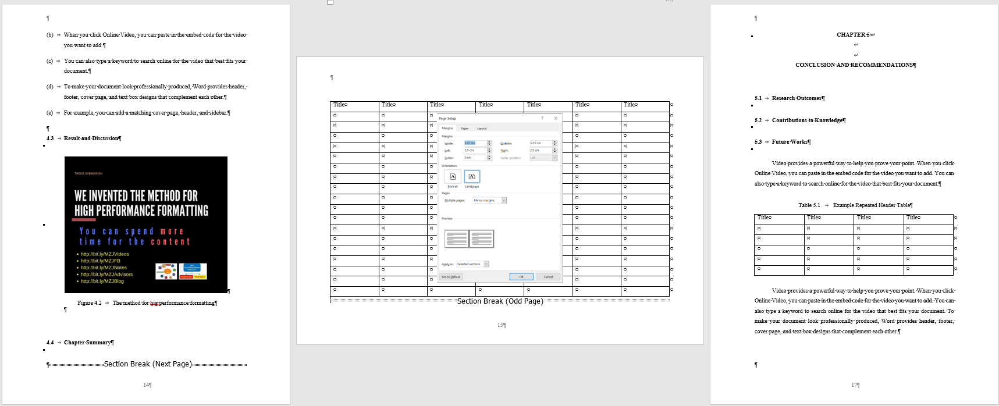 (b) When you click Online Video, you can paste in the embed code for the video
you want to add.
(c) You can also type a keyword to search online for the video that best fits your
document.
(d) To make your document look professionally produced, Word provides header,
footer, cover page, and text box designs that complement each other.
(e) For example, you can add a matching cover page, header, and sidebar.
4.3 Result and Discussion
THESIS SUBMISSION
WE INVENTED THE METHOD FOR
HIGH PERFORMANCE FORMATTING
You can spend more
time for the content
• http://bit.ly/MZJVideos
• http://bit.ly/MZJFB
• http://bit.ly/MZJNotes
• http://bit.ly/MZJAdvisors
• http://bit.ly/MZJBlog
Figure 4.2 The method for hig performance formatting
4.4 Chapter Summary
Section Break (Next Page)
14
Title Title Title Title Title Title Title
Page Setup ?
Margins Paper Layout
Margins
Inside: 3.25 cm Outside: 3.25 cm
Left: 2.5 cm Right: 2.5 cm
Gutter: 0 cm Gutter position: Left
Orientation
Portrait Landscape
Pages
Multiple pages: Mirror margins
Preview
Apply to: Selected sections
Set As Default OK Cancel
Section Break (Odd Page)
15
CHAPTER 5
CONCLUSION AND RECOMMENDATIONS
5.1 Research Outcomes
5.2 Contributions to Knowledge
5.3 Future Works
Video provides a powerful way to help you prove your point. When you click
Online Video, you can paste in the embed code for the video you want to add. You can
also type a keyword to search online for the video that best fits your document.
Table 5.1 Example Repeated Header Table
Title Title Title Title
Video provides a powerful way to help you prove your point. When you click
Online Video, you can paste in the embed code for the video you want to add. You can
also type a keyword to search online for the video that best fits your document. To
make your document look professionally produced, Word provides header, footer,
cover page, and text box designs that complement each other.
17